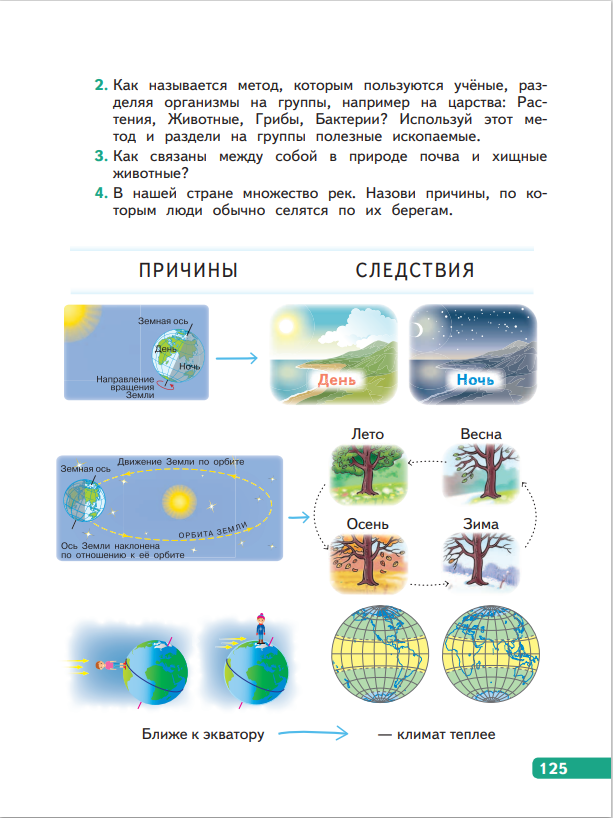 2. Как называется метод, которым пользуются учёные, раз-
деляя организмы на группы, например на царства: Рас-
тения, Животные, Грибы, Бактерии? Используй этот ме-
тод и раздели на группы полезные ископаемые.
3. Как связаны между собой в природе почва и хищные
животные?
4. В нашей стране множество рек. Назови причины, по ко-
торым люди обычно селятся по их берегам.
ПРИЧИНЫ
СЛЕДСТВИЯ
Земная ось
День
Ночь
Направление
вращения
Земли
День
Ночь
Движение Земли по орбите
Земная ось
ОРБИТА ЗЕМЛИ
Ось Земли наклонена
по отношению к её орбите
Лето
Весна
Осень
Зима
Ближе к экватору
— климат теплее
125